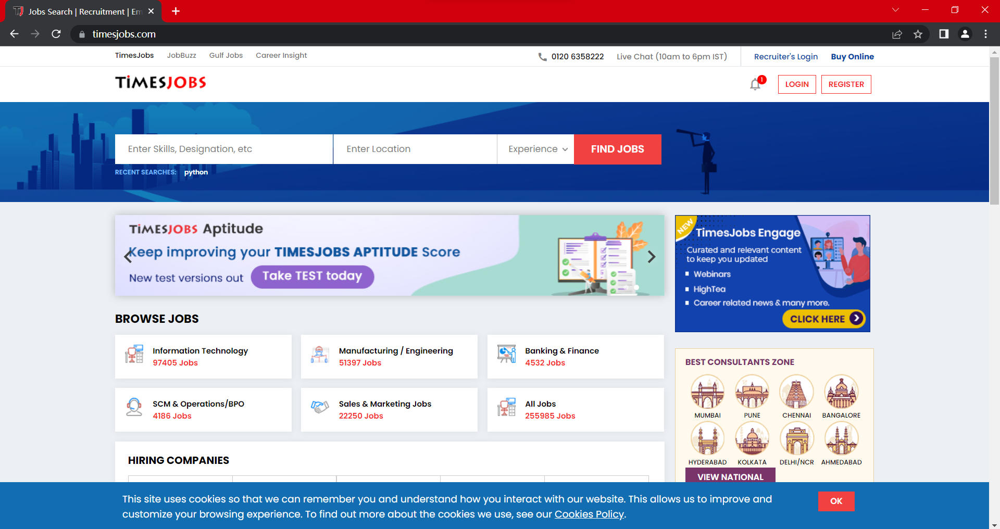 Jobs Search | Recruitment | Em
timesjobs.com
TimesJobs JobBuzz Gulf Jobs Career Insight
0120 6358222 Live Chat (10am to 6pm IST) Recruiter's Login Buy Online
TiMESJOBS
1
LOGIN REGISTER
Enter Skills, Designation, etc Enter Location Experience FIND JOBS
RECENT SEARCHES: python
TiMESJOBS Aptitude
Keep improving your TIMESJOBS APTITUDE Score
New test versions out Take TEST today
NEW
TimesJobs Engage
Curated and relevant content
to keep you updated
Webinars
HighTea
Career related news & many more.
CLICK HERE
BROWSE JOBS
Information Technology
97405 Jobs
Manufacturing / Engineering
51397 Jobs
Banking & Finance
4532 Jobs
SCM & Operations/BPO
4186 Jobs
Sales & Marketing Jobs
22250 Jobs
All Jobs
255985 Jobs
BEST CONSULTANTS ZONE
MUMBAI PUNE CHENNAI BANGALORE
HYDERABAD KOLKATA DELHI/NCR AHMEDABAD
VIEW NATIONAL
HIRING COMPANIES
This site uses cookies so that we can remember you and understand how you interact with our website. This allows us to improve and
customize your browsing experience. To find out more about the cookies we use, see our Cookies Policy.
OK